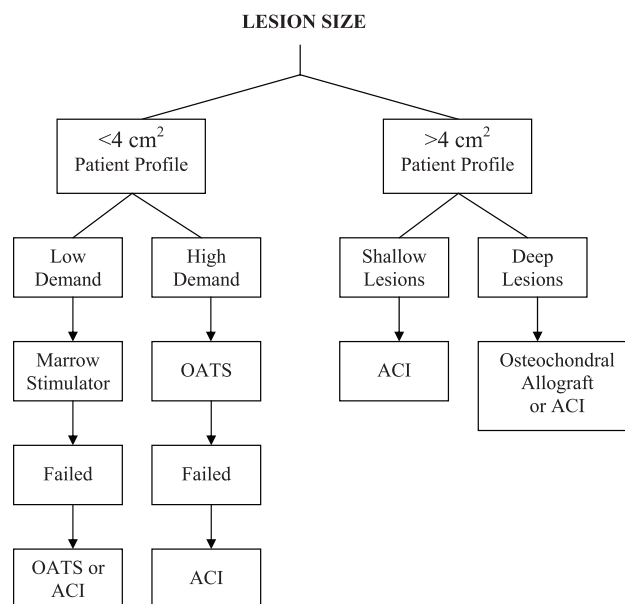 LESION SIZE
<4 cm²
Patient Profile
>4 cm²
Patient Profile
Low
Demand
High
Demand
Shallow
Lesions
Deep
Lesions
Marrow
Stimulator
OATS
ACI
Osteochondral
Allograft
or ACI
Failed
Failed
OATS or
ACI
ACI